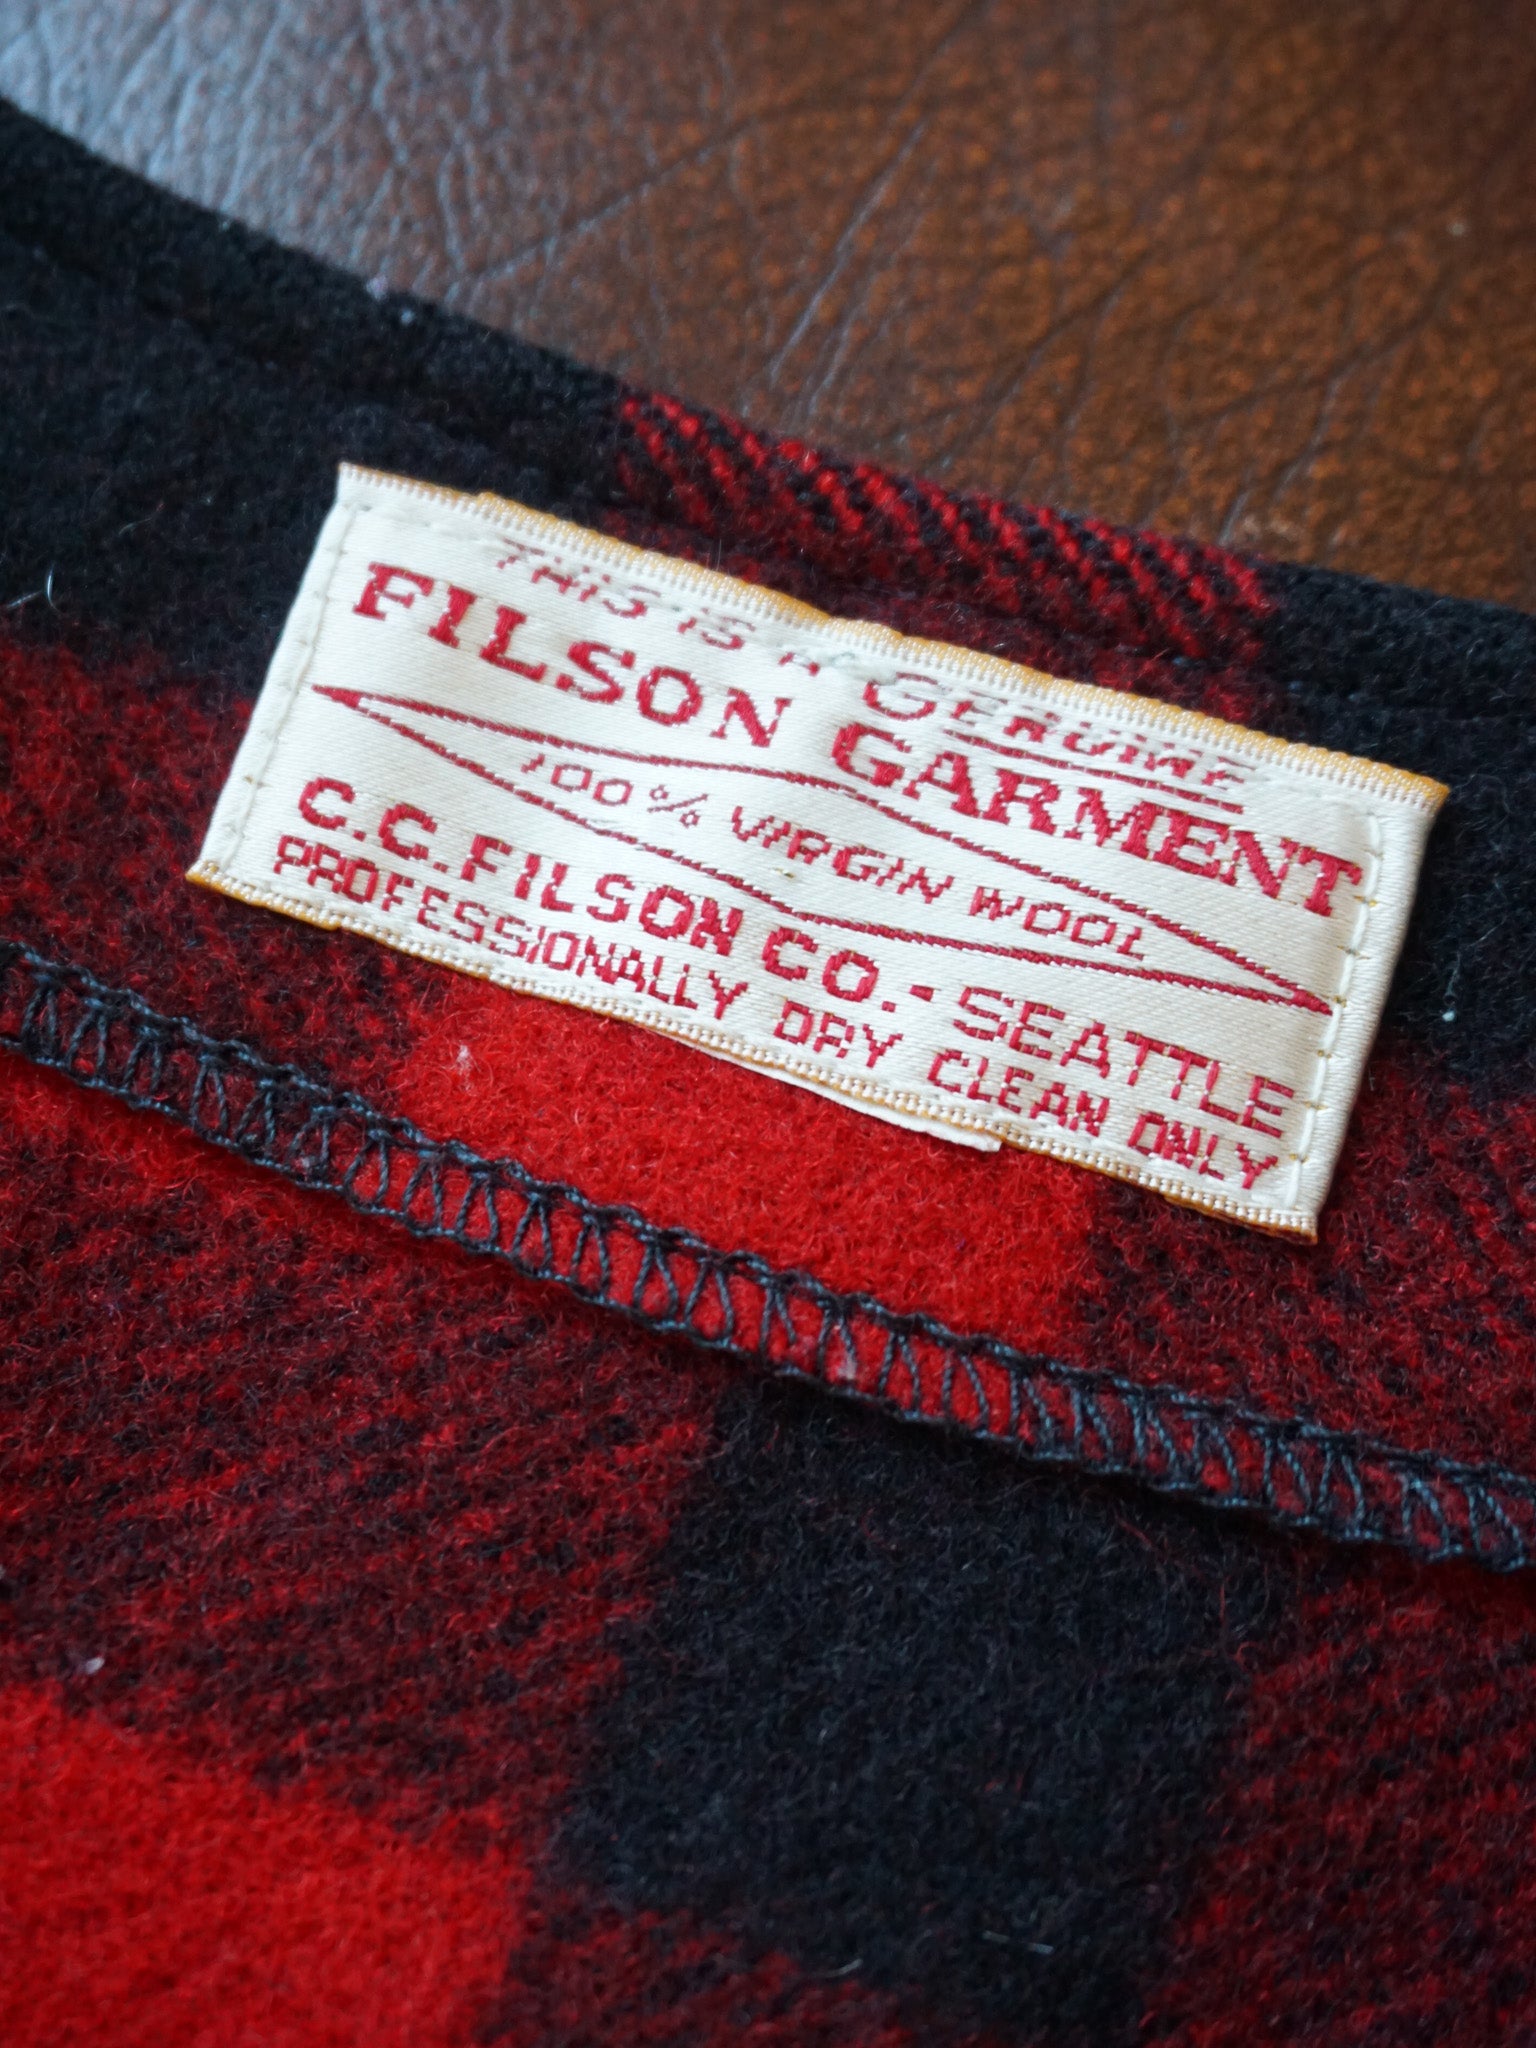 THIS IS A GENUINE
FILSON GARMENT
100% VIRGIN WOOL
C.C. FILSON CO. - SEATTLE
PROFESSIONALLY DRY CLEAN ONLY